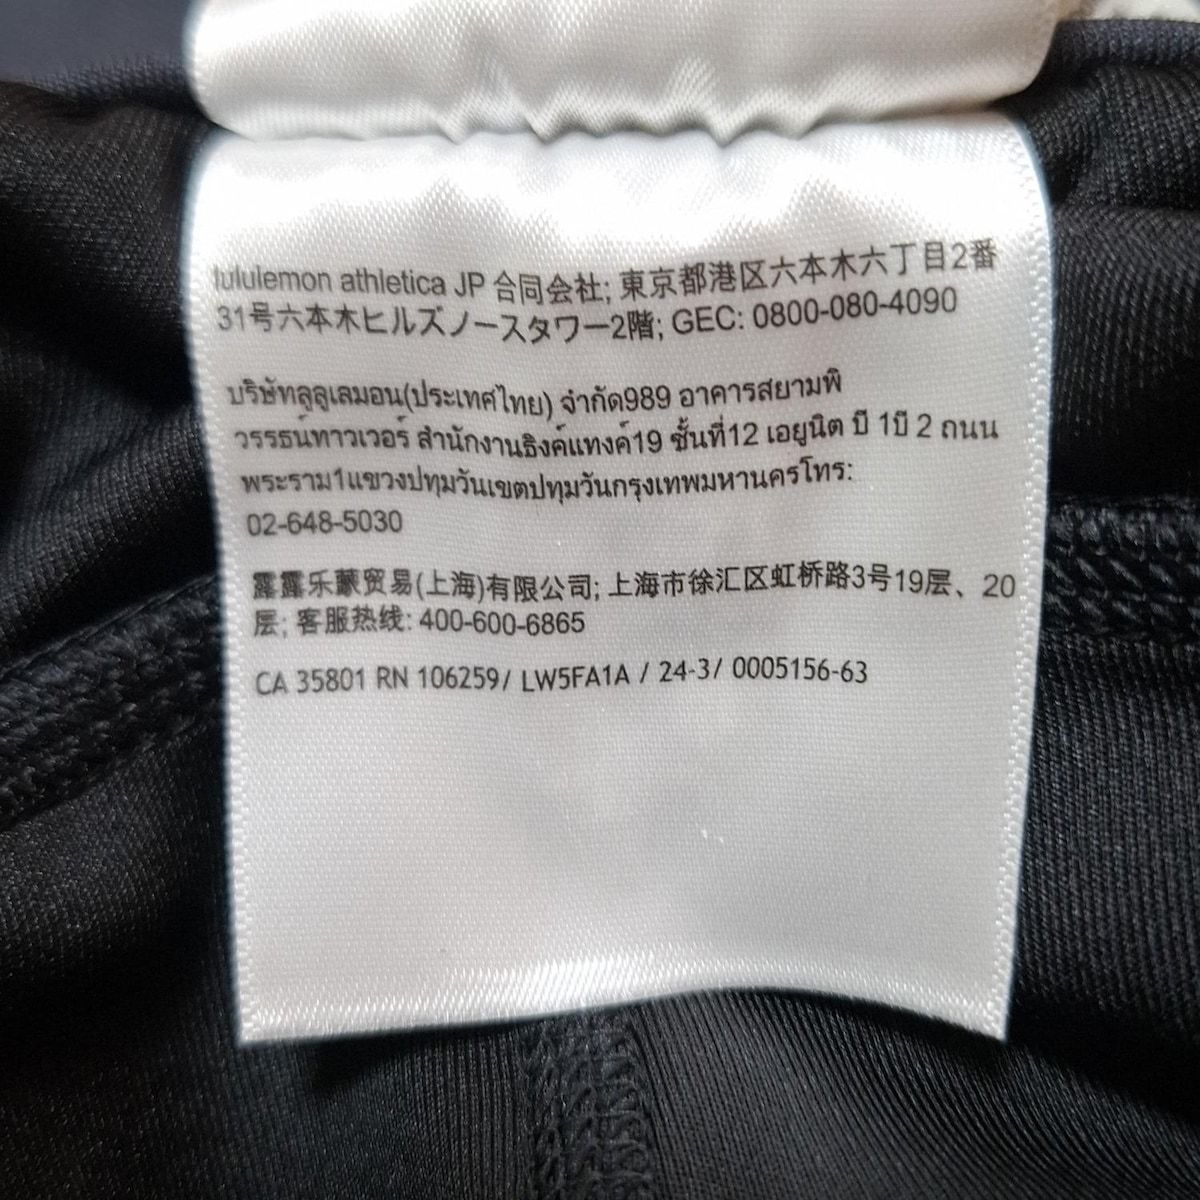 lululemon athletica JP 合同会社; 東京都港区六本木六丁目2番
31号六本木ヒルズノースタワー2階; GEC: 0800-080-4090
บริษัทลูลูเลมอน(ประเทศไทย) จำกัด989 อาคารสยามพิ
วรรธน์ทาวเวอร์ สำนักงานธิงค์แทงค์19 ชั้นที่12 เอยูนิต ปี 1บี 2 ถนน
พระราม1แขวงปทุมวันเขตปทุมวันกรุงเทพมหานครโทร:
02-648-5030
露露乐蒙贸易(上海)有限公司; 上海市徐汇区虹桥路3号19层、20
层; 客服热线: 400-600-6865
CA 35801 RN 106259/ LW5FA1A / 24-3/ 0005156-63